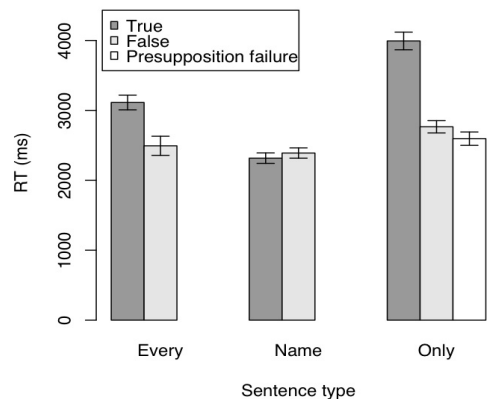 True
False
Presupposition failure
RT (ms)
4000
3000
2000
1000
0
Every Name Only
Sentence type